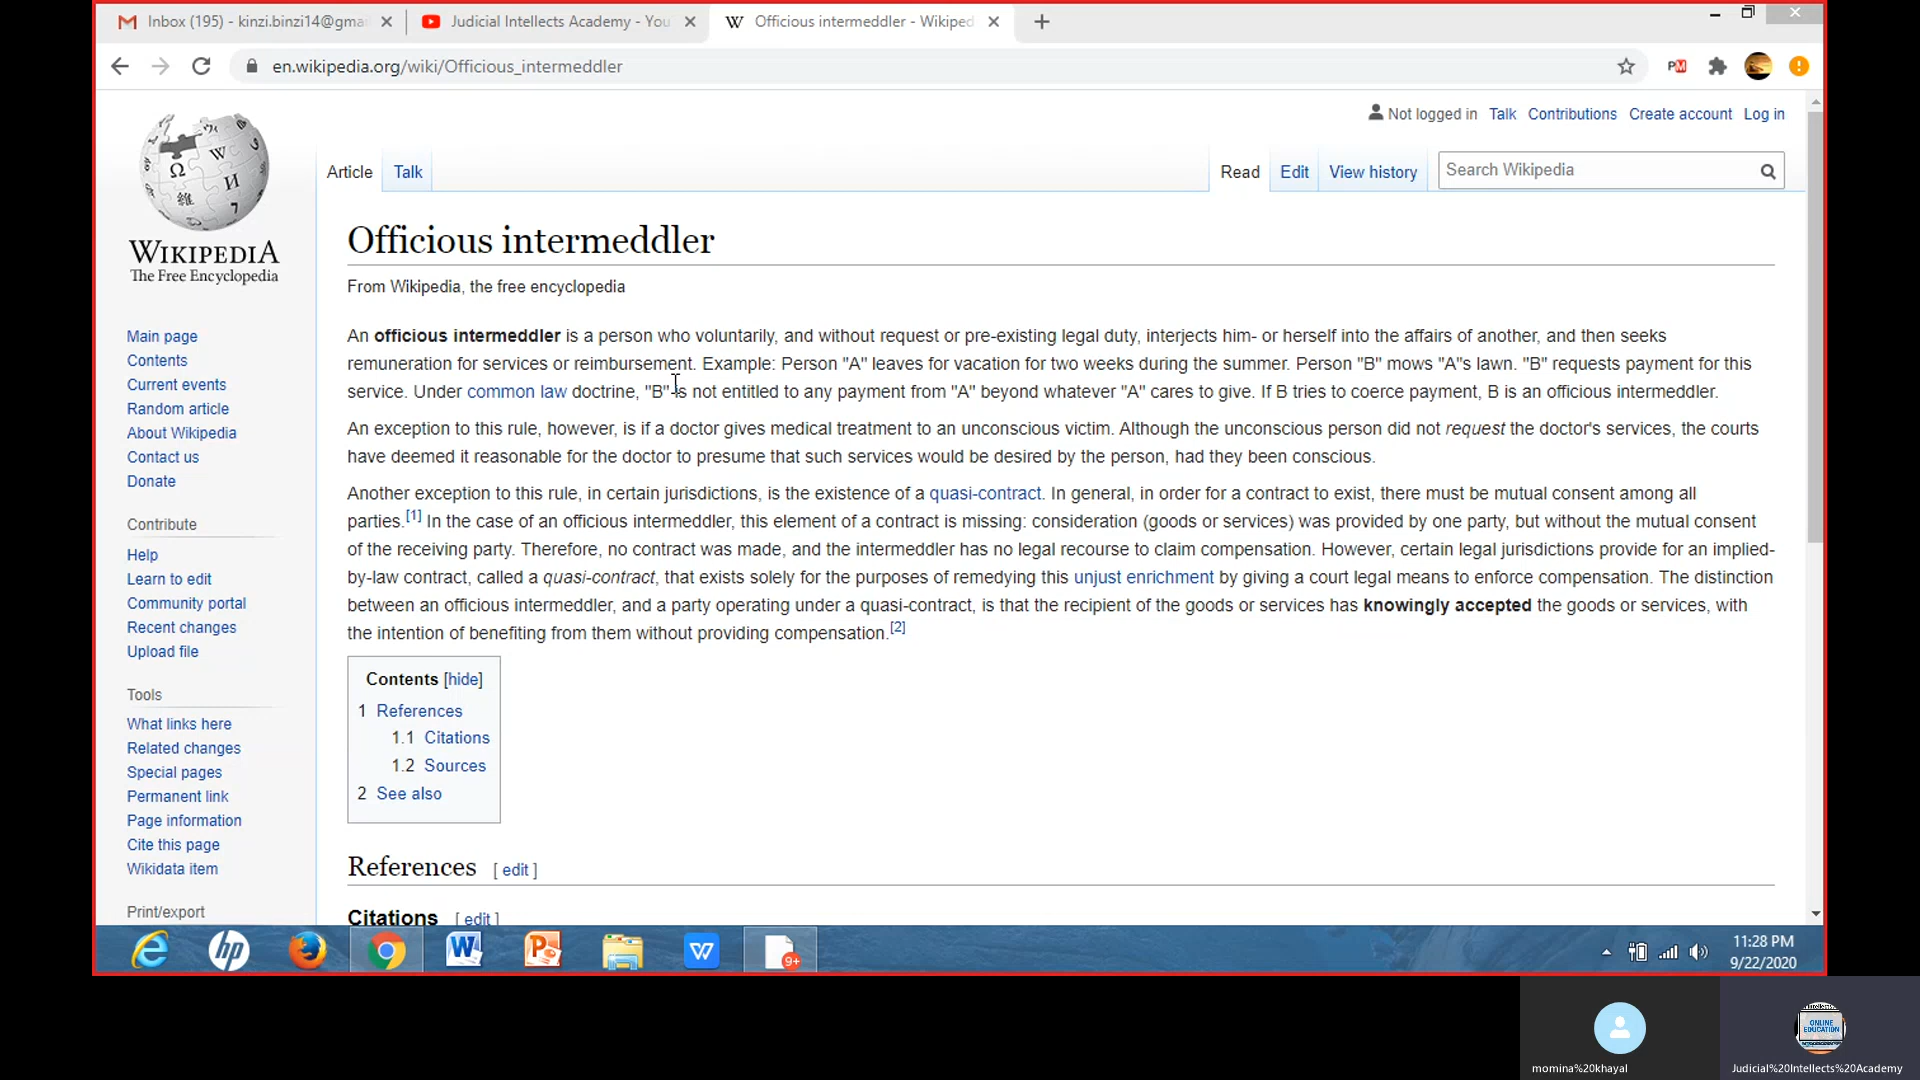 Inbox (195) - kinzi.binzi14@gmai
Judicial Intellects Academy - You
Officious intermeddler - Wikiped
en.wikipedia.org/wiki/Officious_intermeddler
Not logged in Talk Contributions Create account Log in
Article Talk Read Edit View history Search Wikipedia
WIKIPEDIA
The Free Encyclopedia
Main page
Contents
Current events
Random article
About Wikipedia
Contact us
Donate
Contribute
Help
Learn to edit
Community portal
Recent changes
Upload file
Tools
What links here
Related changes
Special pages
Permanent link
Page information
Cite this page
Wikidata item
Print/export
Officious intermeddler
From Wikipedia, the free encyclopedia
An officious intermeddler is a person who voluntarily, and without request or pre-existing legal duty, interjects him- or herself into the affairs of another, and then seeks
remuneration for services or reimbursement. Example: Person "A" leaves for vacation for two weeks during the summer. Person "B" mows "A"s lawn. "B" requests payment for this
service. Under common law doctrine, "B" is not entitled to any payment from "A" beyond whatever "A" cares to give. If B tries to coerce payment, B is an officious intermeddler.
An exception to this rule, however, is if a doctor gives medical treatment to an unconscious victim. Although the unconscious person did not request the doctor's services, the courts
have deemed it reasonable for the doctor to presume that such services would be desired by the person, had they been conscious.
Another exception to this rule, in certain jurisdictions, is the existence of a quasi-contract. In general, in order for a contract to exist, there must be mutual consent among all
parties.[1] In the case of an officious intermeddler, this element of a contract is missing: consideration (goods or services) was provided by one party, but without the mutual consent
of the receiving party. Therefore, no contract was made, and the intermeddler has no legal recourse to claim compensation. However, certain legal jurisdictions provide for an implied-
by-law contract, called a quasi-contract, that exists solely for the purposes of remedying this unjust enrichment by giving a court legal means to enforce compensation. The distinction
between an officious intermeddler, and a party operating under a quasi-contract, is that the recipient of the goods or services has knowingly accepted the goods or services, with
the intention of benefiting from them without providing compensation.[2]
Contents [hide]
1 References
1.1 Citations
1.2 Sources
2 See also
References [ edit ]
Citations [ edit ]
9+
11:28 PM
9/22/2020
ONLINE
EDUCATION
momina%20khayal
Judicial%20Intellects%20Academy